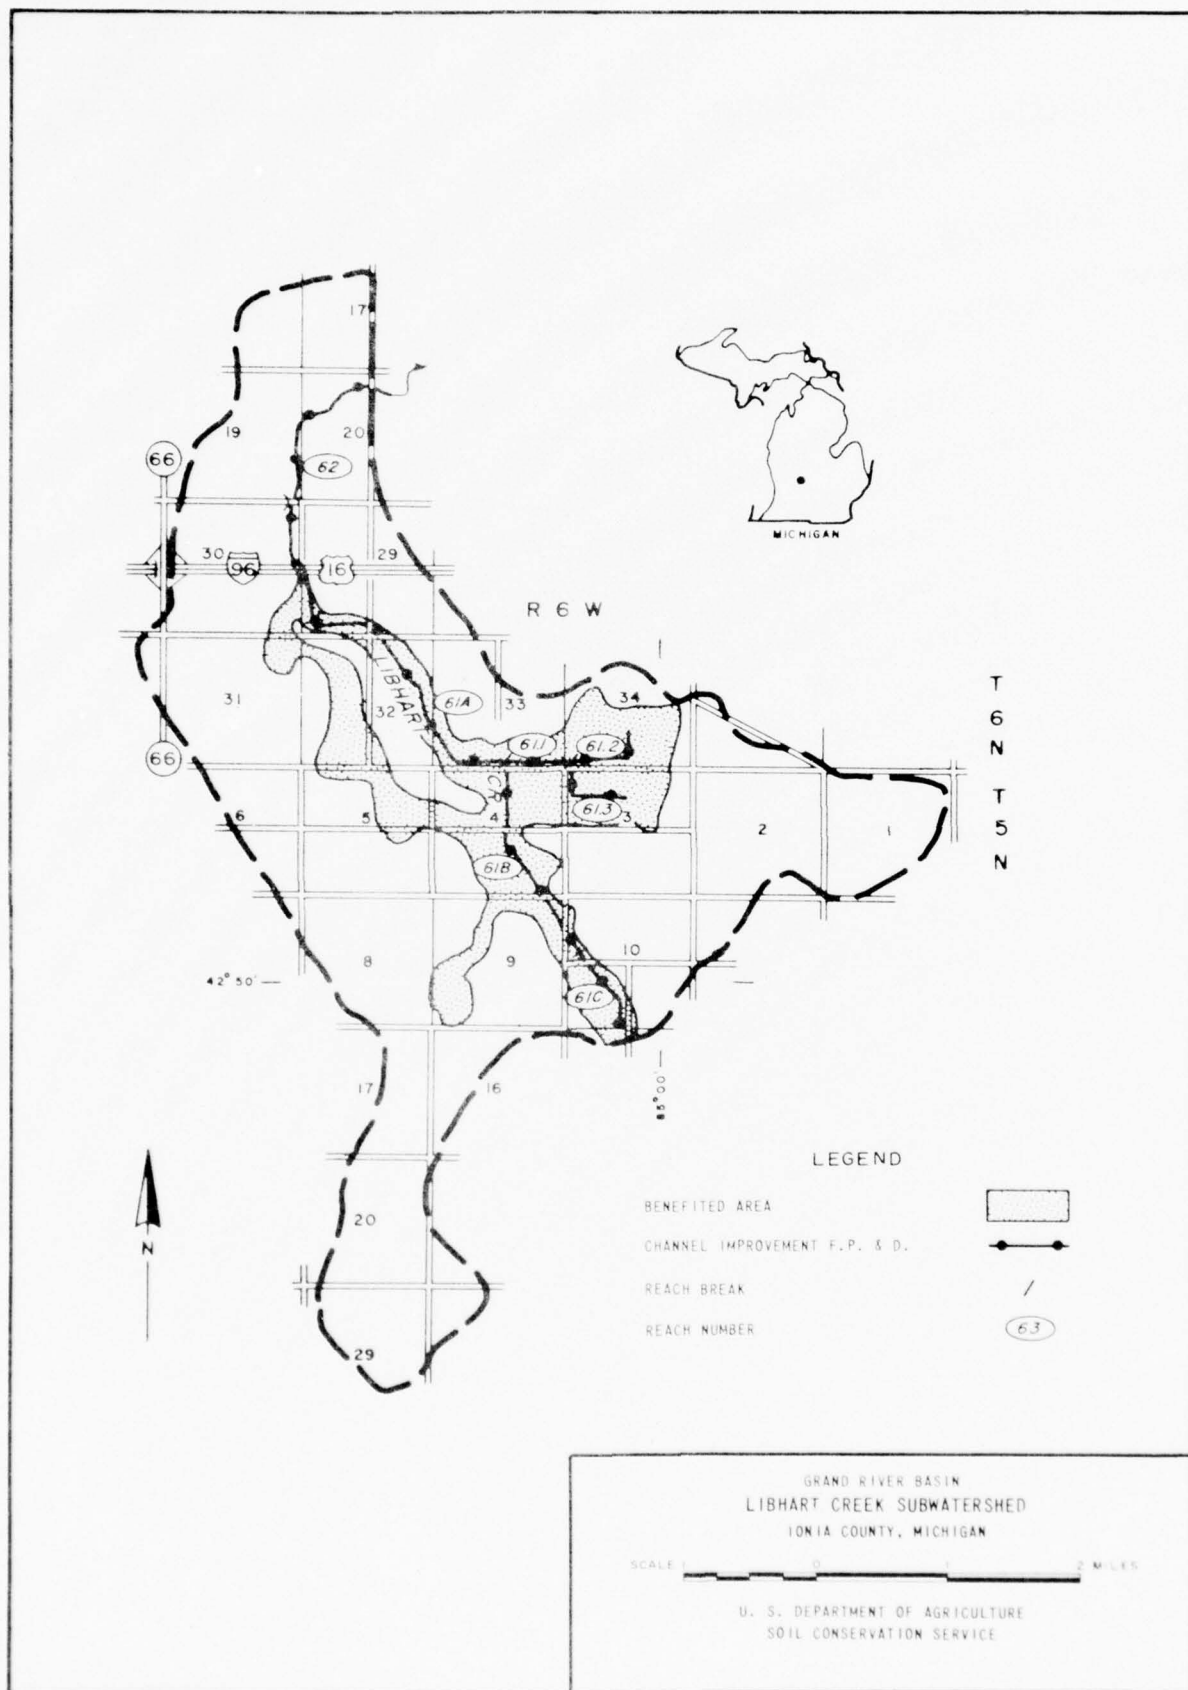 17
19
20
66
62
30
96
16
29
R 6 W
MICHIGAN
31
32
LIBHART
61A
33
34
T
6
N
66
61.1
61.2
CR.
61.3
T
5
N
6
5
4
3
2
1
61B
8
9
10
42° 50'
61C
17
16
85° 00'
20
29
N
LEGEND
BENEFITED AREA
CHANNEL IMPROVEMENT F.P. & D.
REACH BREAK
REACH NUMBER
63
GRAND RIVER BASIN
LIBHART CREEK SUBWATERSHED
IONIA COUNTY, MICHIGAN
SCALE 1 0 1 2 MILES
U. S. DEPARTMENT OF AGRICULTURE
SOIL CONSERVATION SERVICE